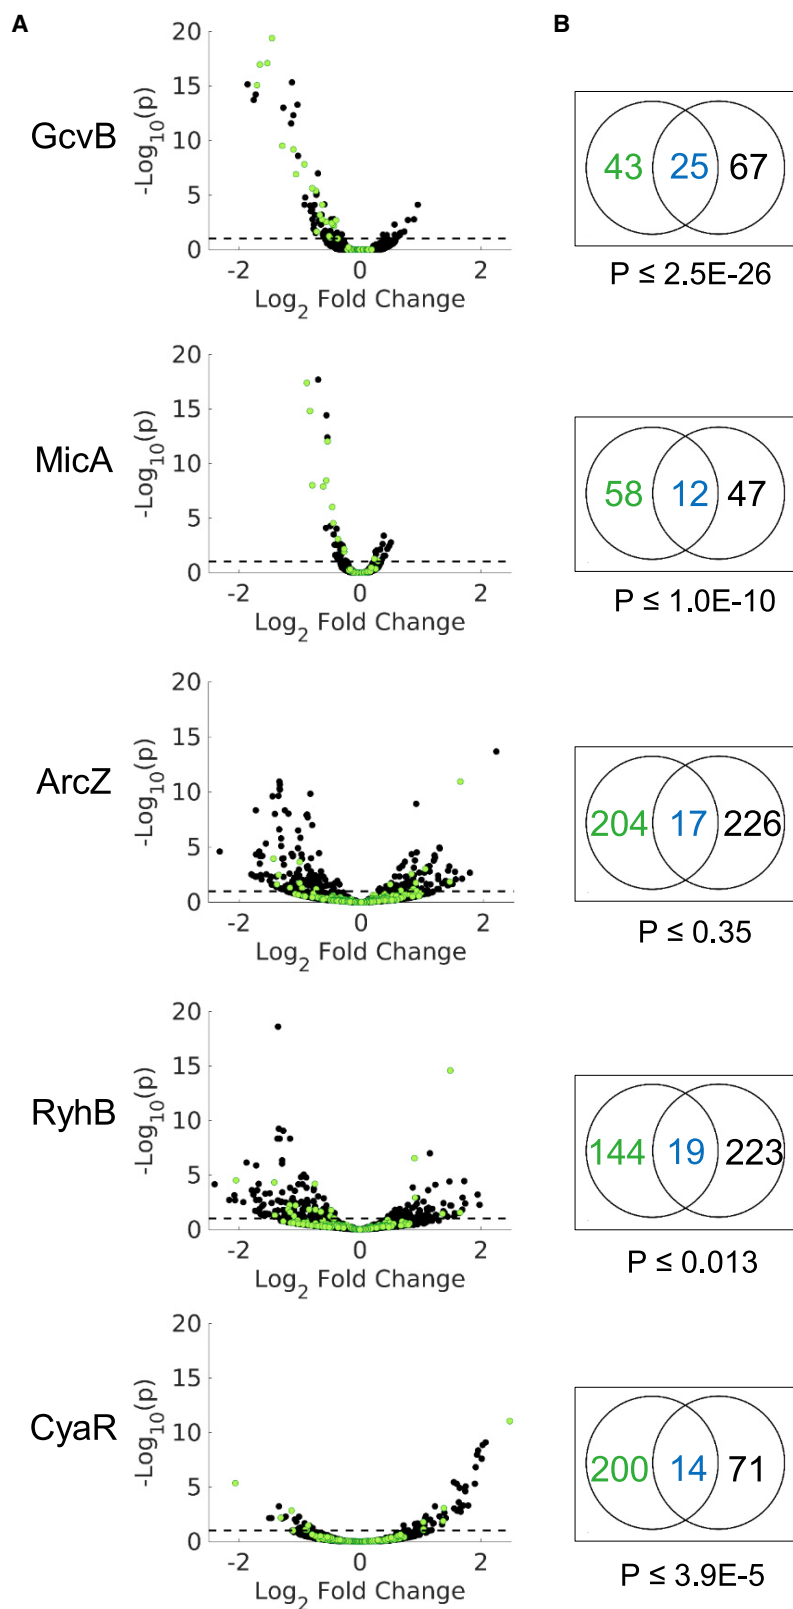 A
B
GcvB
-Log10(p)
20
15
10
5
0
-2
0
2
Log2 Fold Change
43
25
67
P ≤ 2.5E-26
MicA
-Log10(p)
20
15
10
5
0
-2
0
2
Log2 Fold Change
58
12
47
P ≤ 1.0E-10
ArcZ
-Log10(p)
20
15
10
5
0
-2
0
2
Log2 Fold Change
204
17
226
P ≤ 0.35
RyhB
-Log10(p)
20
15
10
5
0
-2
0
2
Log2 Fold Change
144
19
223
P ≤ 0.013
CyaR
-Log10(p)
20
15
10
5
0
-2
0
2
Log2 Fold Change
200
14
71
P ≤ 3.9E-5